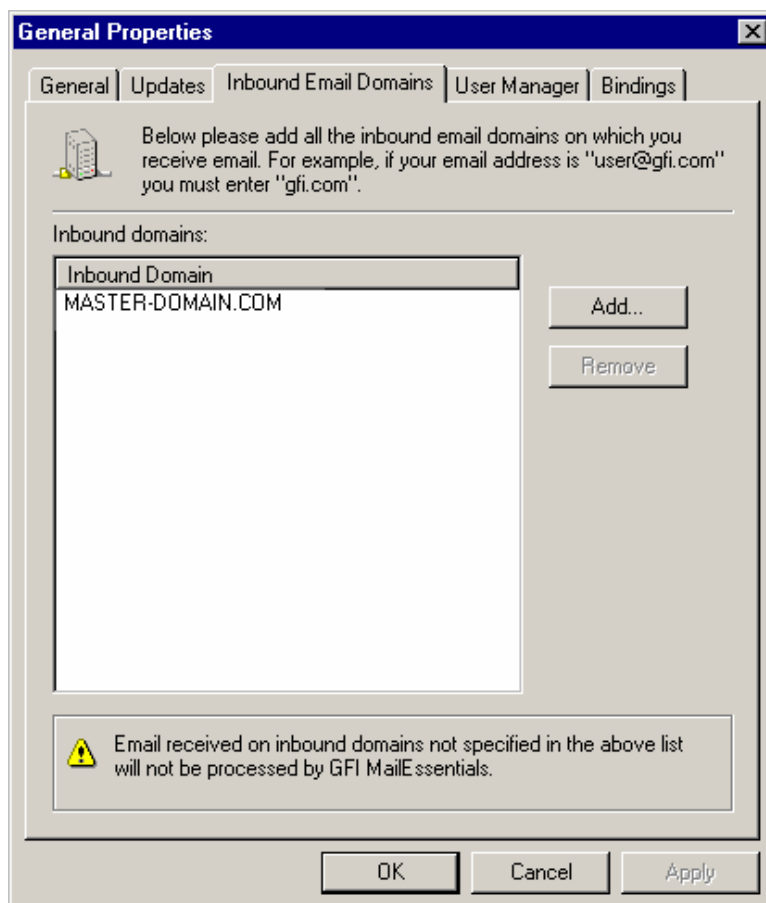 General Properties
General
Updates
Inbound Email Domains
User Manager
Bindings
Below please add all the inbound email domains on which you
receive email. For example, if your email address is "user@gfi.com"
you must enter "gfi.com".
Inbound domains:
Inbound Domain
MASTER-DOMAIN.COM
Add...
Remove
Email received on inbound domains not specified in the above list
will not be processed by GFI MailEssentials.
OK
Cancel
Apply